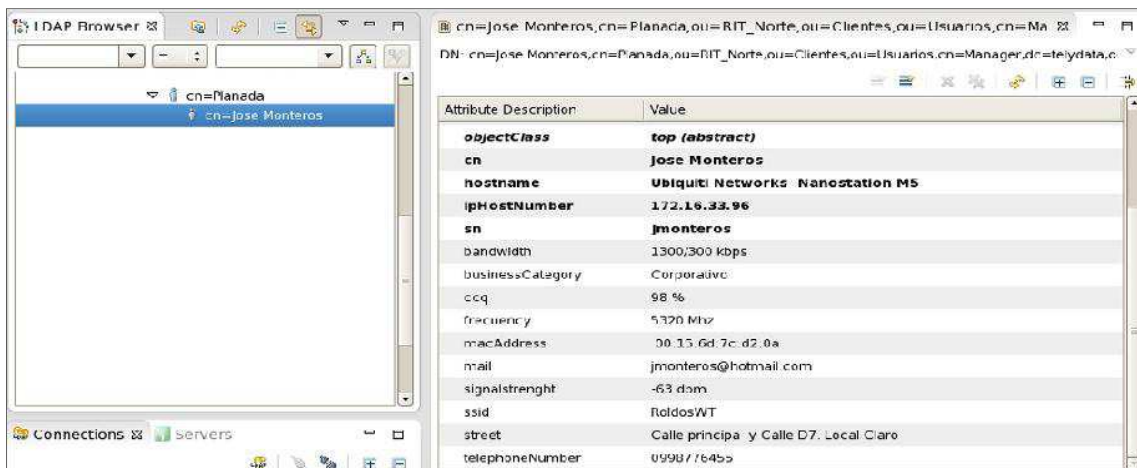 LDAP Browser
cn=Planada
cn=Jose Monteros
Connections
Servers
cn=Jose Monteros,cn=Planada,ou=RIT_Norte,ou=Clientes,ou=Usuarios,cn=Ma
DN: cn=Jose Monteros,cn=Planada,ou=RIT_Norte,ou=Clientes,ou=Usuarios,cn=Manager,dc=telydata,c
Attribute Description Value
objectClass top (abstract)
cn Jose Monteros
hostname Ubiquiti Networks Nanostation M5
ipHostNumber 172.16.33.96
sn jmonteros
bandwidth 1300/300 kbps
businessCategory Corporativo
ccq 98 %
frecuency 5320 Mhz
macAddress 00:15:6d:7c:d2:0a
mail jmonteros@hotmail.com
signalstrenght -63 dbm
ssid RoldosWT
street Calle principal y Calle D7. Local Claro
telephoneNumber 0998776455